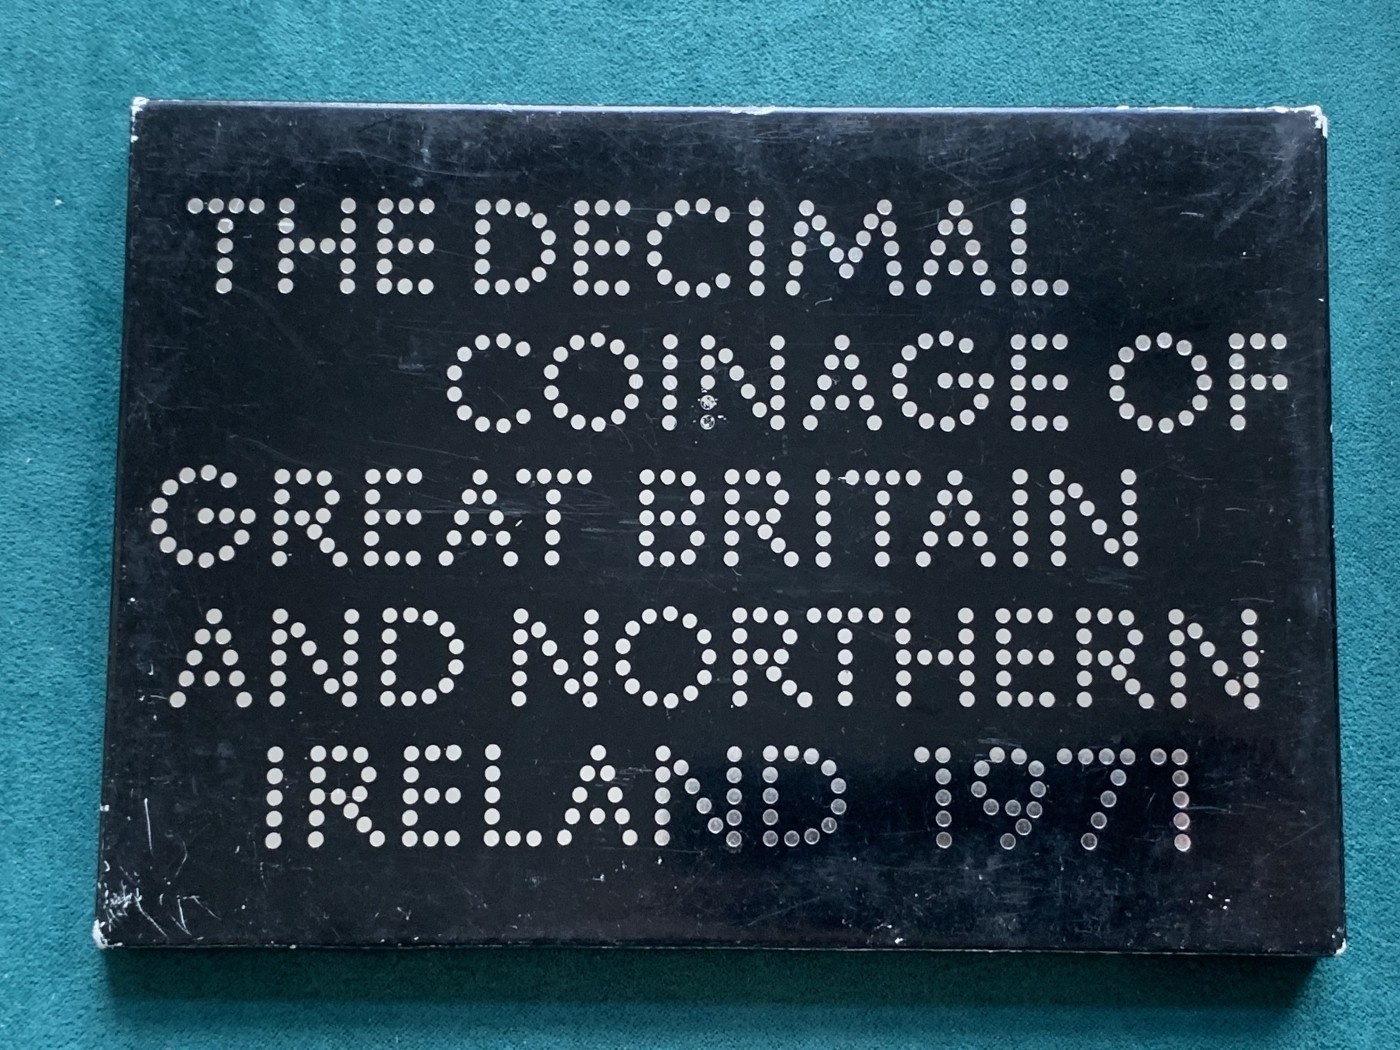 THE DECIMAL
COINAGE OF
GREAT BRITAIN
AND NORTHERN
IRELAND 1971